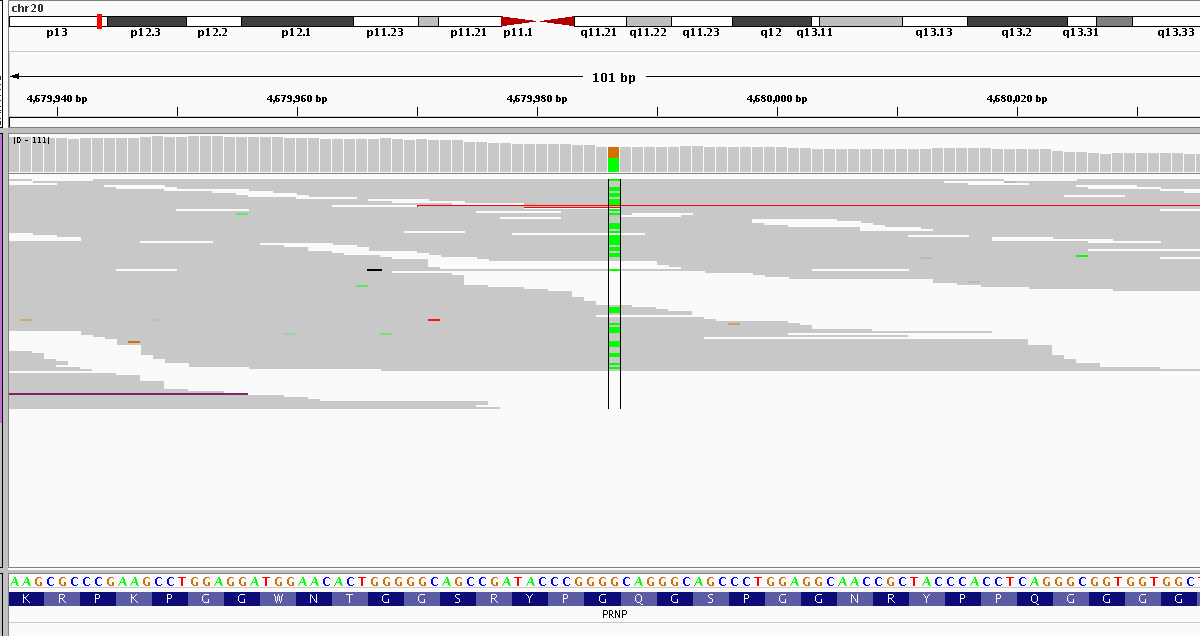 chr20
p13 p12.3 p12.2 p12.1 p11.23 p11.21 p11.1 q11.21 q11.22 q11.23 q12 q13.11 q13.13 q13.2 q13.31 q13.33
101 bp
4,679,940 bp 4,679,960 bp 4,679,980 bp 4,680,000 bp 4,680,020 bp
[0 - 111]
AAGCGCCCGAAGCCTGGAGGATGGAACACTGGGGGCAGCCGATACCCGGGGCAGGGCAGCCCTGGAGGCAACCGCTACCCACCTCAGGGCGGTGGTGGC
K R P K P G G W N T G G S R Y P G Q G S P G G N R Y P P Q G G G G
PRNP